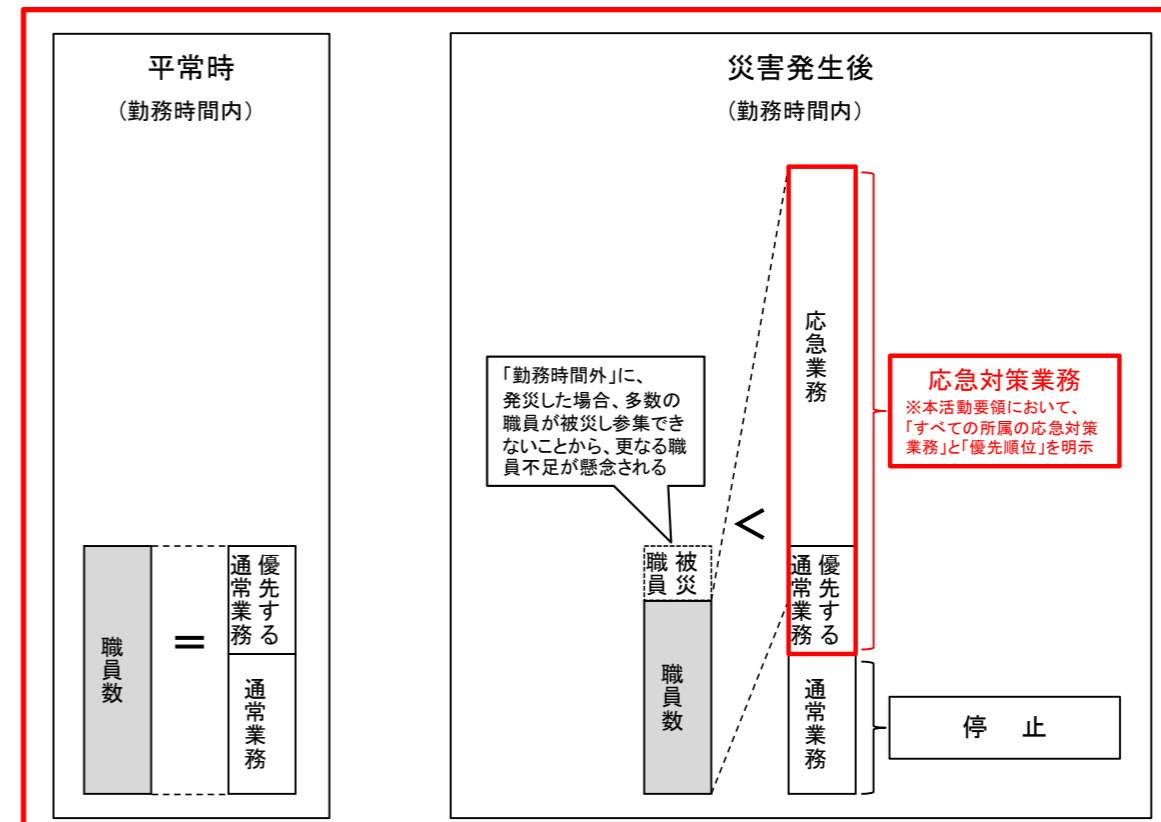 平常時
（勤務時間内）
職員数
＝
優先する
通常業務
通常業務
災害発生後
（勤務時間内）
「勤務時間外」に、
発災した場合、多数の
職員が被災し参集でき
ないことから、更なる職
員不足が懸念される
被災
職員
職員数
＜
応急業務
優先する
通常業務
通常業務
応急対策業務
※本活動要領において、
「すべての所属の応急対策
業務」と「優先順位」を明示
停　止